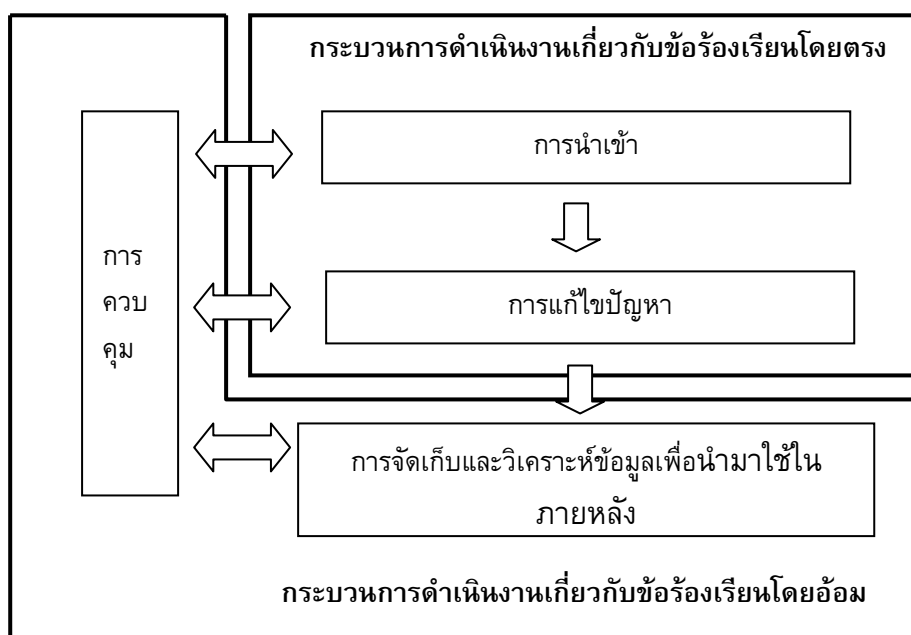 กระบวนการดำเนินงานเกี่ยวกับข้อร้องเรียนโดยตรง
การนำเข้า
การ
ควบ
คุม
การแก้ไขปัญหา
การจัดเก็บและวิเคราะห์ข้อมูลเพื่อนำมาใช้ใน
ภายหลัง
กระบวนการดำเนินงานเกี่ยวกับข้อร้องเรียนโดยอ้อม